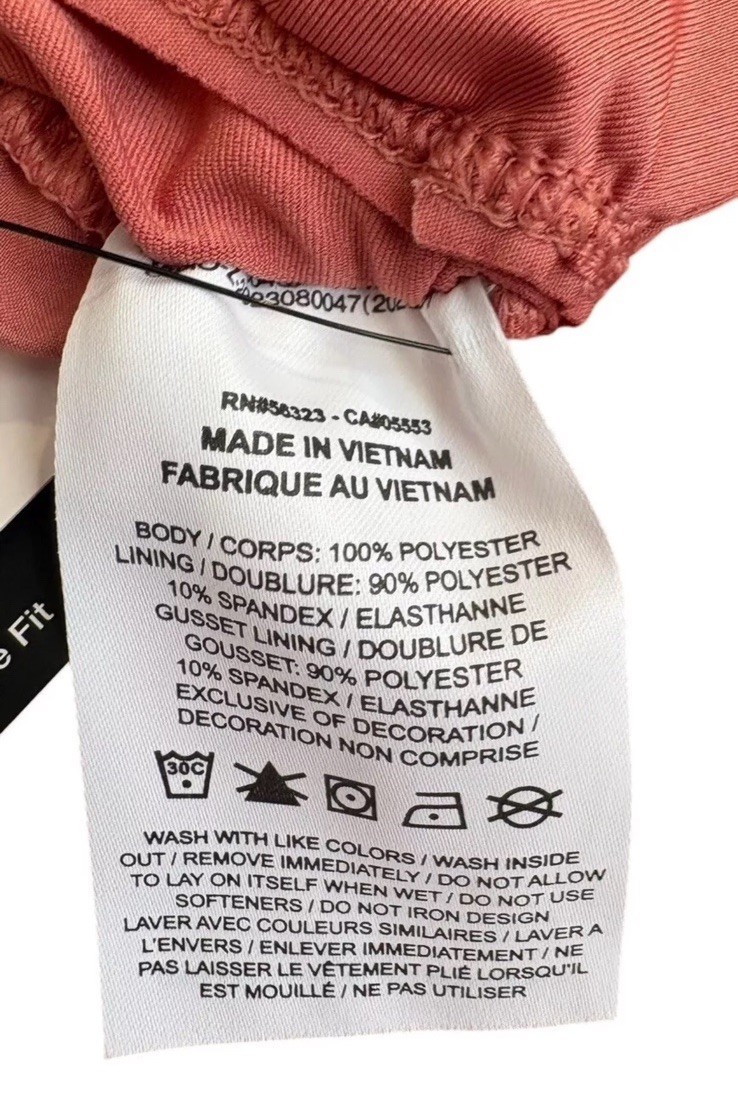 RN#56323 - CA#05553
MADE IN VIETNAM
FABRIQUE AU VIETNAM
BODY / CORPS: 100% POLYESTER
LINING / DOUBLURE: 90% POLYESTER
10% SPANDEX / ELASTHANNE
GUSSET LINING / DOUBLURE DE
GOUSSET: 90% POLYESTER
10% SPANDEX / ELASTHANNE
EXCLUSIVE OF DECORATION /
DECORATION NON COMPRISE
30C
WASH WITH LIKE COLORS / WASH INSIDE
OUT / REMOVE IMMEDIATELY / DO NOT ALLOW
TO LAY ON ITSELF WHEN WET / DO NOT USE
SOFTENERS / DO NOT IRON DESIGN
LAVER AVEC COULEURS SIMILAIRES / LAVER A
L'ENVERS / ENLEVER IMMEDIATEMENT / NE
PAS LAISSER LE VÊTEMENT PLIÉ LORSQU'IL
EST MOUILLÉ / NE PAS UTILISER
Fit